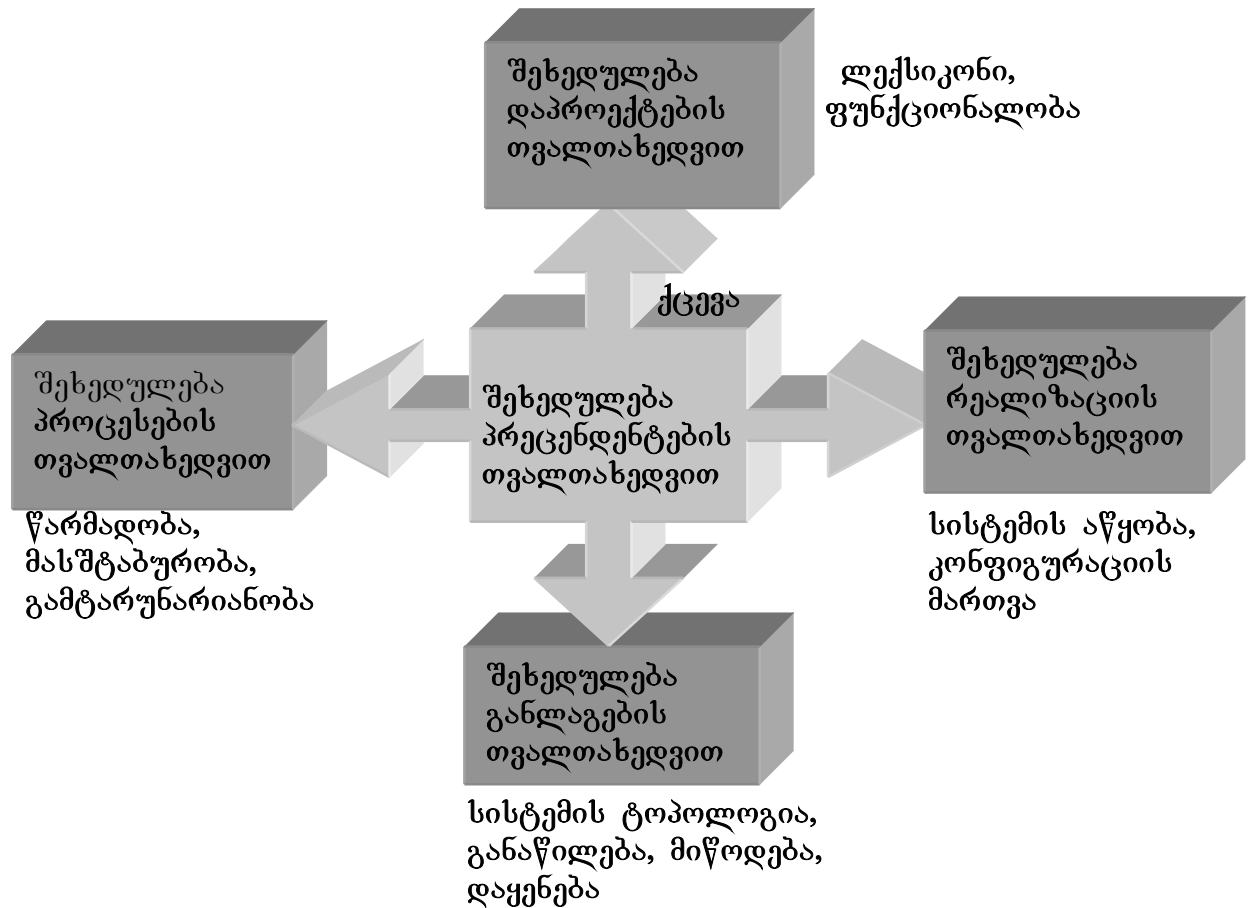 შეხედულება
დაპროექტების
თვალთახედვით
ლექსიკონი,
ფუნქციონალობა
ქცევა
შეხედულება
პროცესების
თვალთახედვით
წარმადობა,
მასშტაბურობა,
გამტარუნარიანობა
შეხედულება
პრეცენდენტების
თვალთახედვით
შეხედულება
რეალიზაციის
თვალთახედვით
სისტემის აწყობა,
კონფიგურაციის
მართვა
შეხედულება
განლაგების
თვალთახედვით
სისტემის ტოპოლოგია,
განაწილება, მიწოდება,
დაყენება